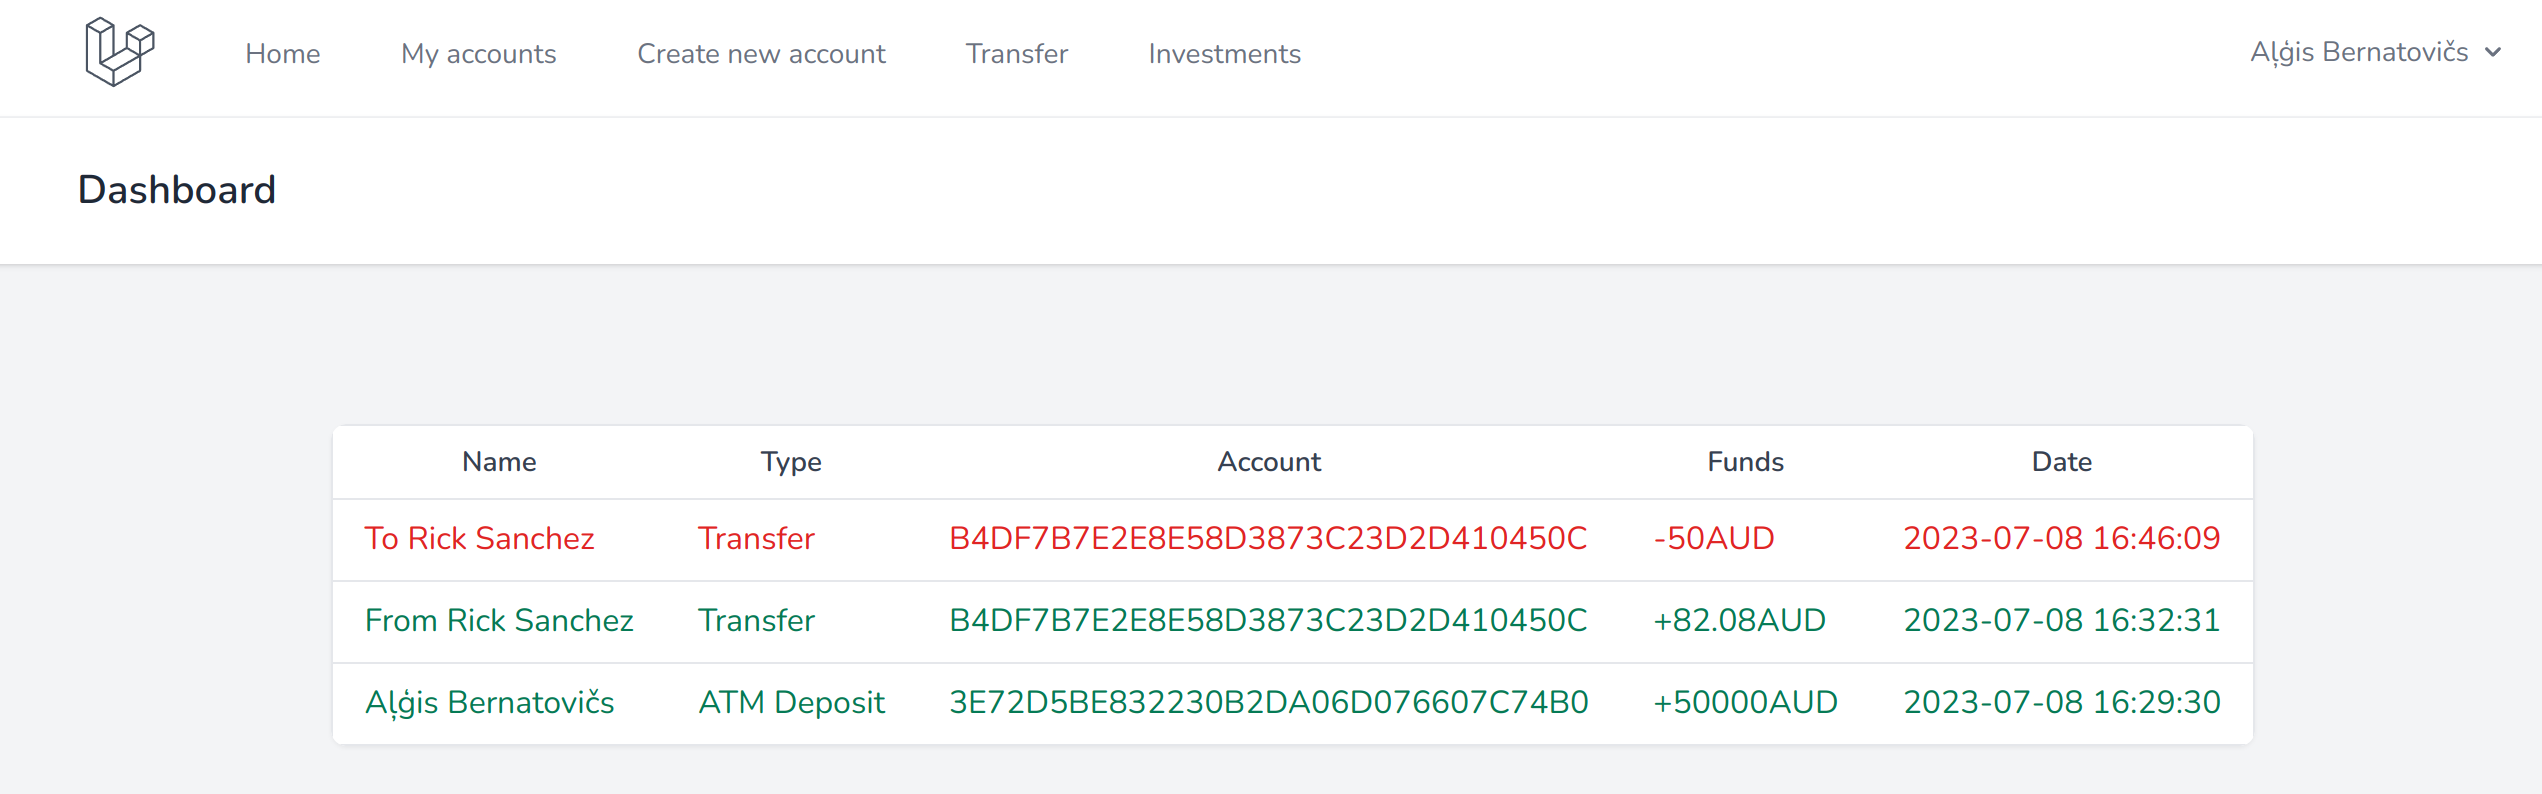 Home My accounts Create new account Transfer Investments Aļģis Bernatovičs
Dashboard
Name Type Account Funds Date
To Rick Sanchez Transfer B4DF7B7E2E8E58D3873C23D2D410450C -50AUD 2023-07-08 16:46:09
From Rick Sanchez Transfer B4DF7B7E2E8E58D3873C23D2D410450C +82.08AUD 2023-07-08 16:32:31
Aļģis Bernatovičs ATM Deposit 3E72D5BE832230B2DA06D076607C74B0 +50000AUD 2023-07-08 16:29:30